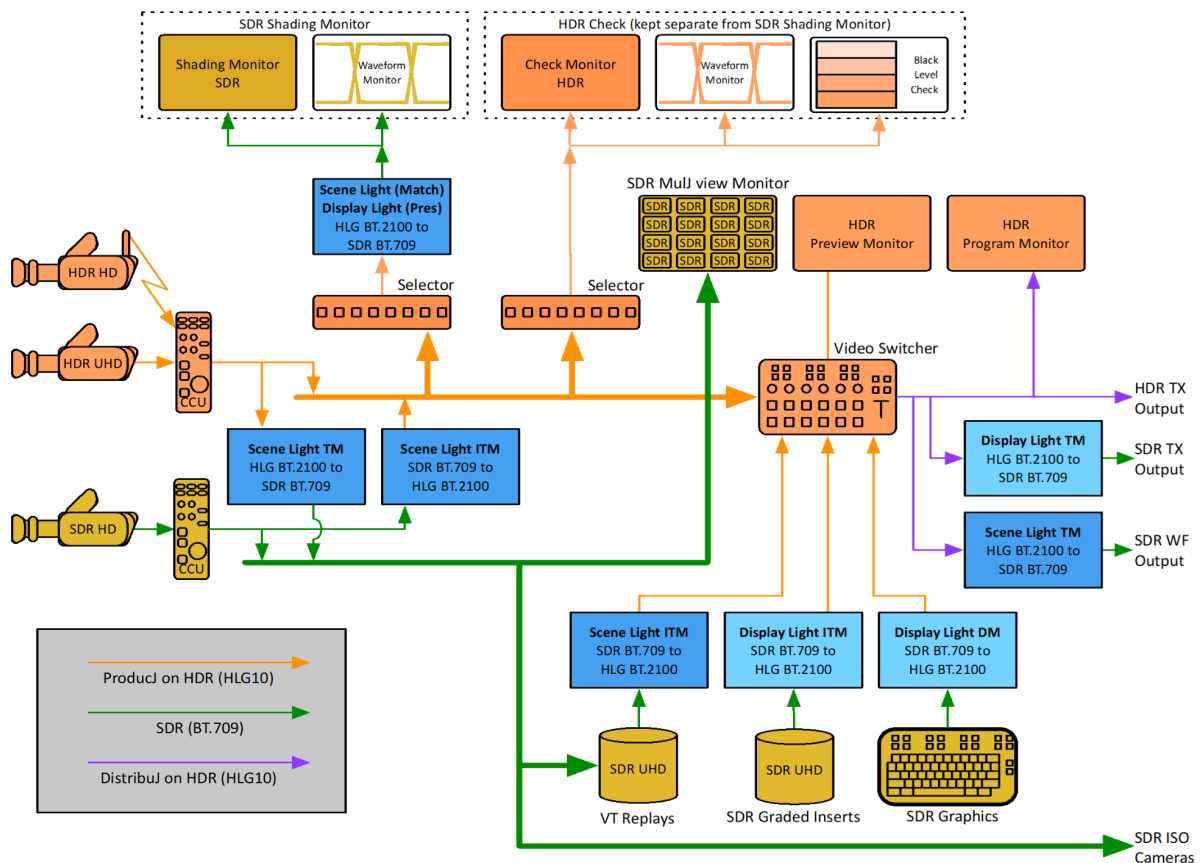 SDR Shading Monitor
HDR Check (kept separate from SDR Shading Monitor)
Shading Monitor
SDR
Waveform
Monitor
Check Monitor
HDR
Waveform
Monitor
Black
Level
Check
Scene Light (Match)
Display Light (Pres)
HLG BT.2100 to
SDR BT.709
SDR MulJ view Monitor
SDR SDR SDR SDR
SDR SDR SDR SDR
SDR SDR SDR SDR
SDR SDR SDR SDR
HDR
Preview Monitor
HDR
Program Monitor
HDR HD
Selector
Selector
HDR UHD
CCU
Video Switcher
HDR TX
Output
Scene Light TM
HLG BT.2100 to
SDR BT.709
Scene Light ITM
SDR BT.709 to
HLG BT.2100
Display Light TM
HLG BT.2100 to
SDR BT.709
SDR TX
Output
SDR HD
CCU
Scene Light TM
HLG BT.2100 to
SDR BT.709
SDR WF
Output
Scene Light ITM
SDR BT.709 to
HLG BT.2100
Display Light ITM
SDR BT.709 to
HLG BT.2100
Display Light DM
SDR BT.709 to
HLG BT.2100
ProducJ on HDR (HLG10)
SDR (BT.709)
DistribuJ on HDR (HLG10)
SDR UHD
SDR UHD
VT Replays
SDR Graded Inserts
SDR Graphics
SDR ISO
Cameras